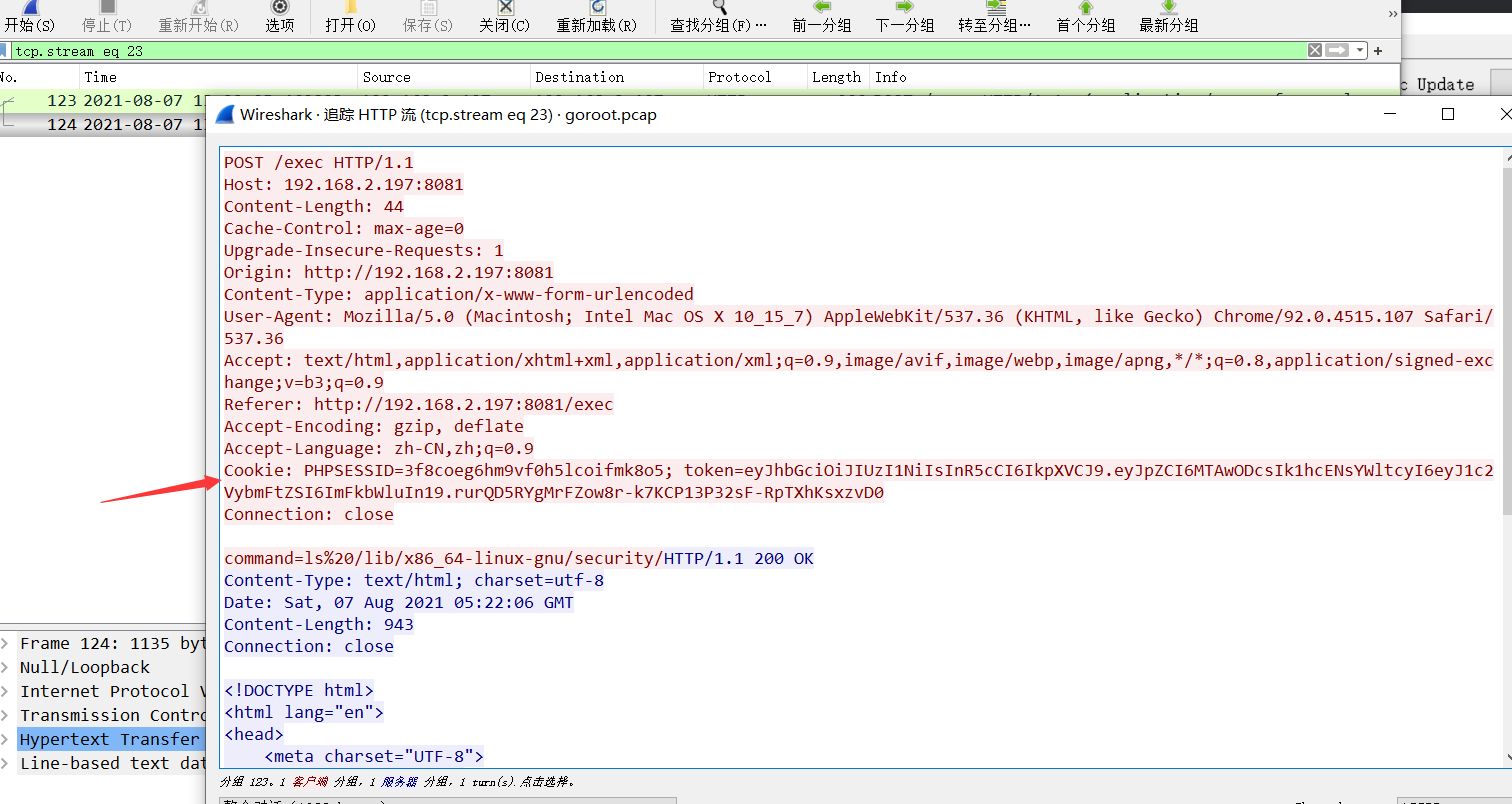 开始(S) 停止(T) 重新开始(R) 选项 打开(O) 保存(S) 关闭(C) 重新加载(R) 查找分组(F)… 前一分组 下一分组 转至分组… 首个分组 最新分组 »
tcp.stream eq 23
No. Time Source Destination Protocol Length Info
Update
123 2021-08-07
124 2021-08-07
Wireshark · 追踪 HTTP 流 (tcp.stream eq 23) · goroot.pcap
POST /exec HTTP/1.1
Host: 192.168.2.197:8081
Content-Length: 44
Cache-Control: max-age=0
Upgrade-Insecure-Requests: 1
Origin: http://192.168.2.197:8081
Content-Type: application/x-www-form-urlencoded
User-Agent: Mozilla/5.0 (Macintosh; Intel Mac OS X 10_15_7) AppleWebKit/537.36 (KHTML, like Gecko) Chrome/92.0.4515.107 Safari/
537.36
Accept: text/html,application/xhtml+xml,application/xml;q=0.9,image/avif,image/webp,image/apng,*/*;q=0.8,application/signed-exc
hange;v=b3;q=0.9
Referer: http://192.168.2.197:8081/exec
Accept-Encoding: gzip, deflate
Accept-Language: zh-CN,zh;q=0.9
Cookie: PHPSESSID=3f8coeg6hm9vf0h5lcoifmk8o5; token=eyJhbGciOiJIUzI1NiIsInR5cCI6IkpXVCJ9.eyJpZCI6MTAwODcsIk1hcENsYWltcyI6eyJ1c2
VybmFtZSI6ImFkbWluIn19.rurQD5RYgMrFZow8r-k7KCP13P32sF-RpTXhKsxzvD0
Connection: close
command=ls%20/lib/x86_64-linux-gnu/security/HTTP/1.1 200 OK
Content-Type: text/html; charset=utf-8
Date: Sat, 07 Aug 2021 05:22:06 GMT
Content-Length: 943
Connection: close
<!DOCTYPE html>
<html lang="en">
<head>
<meta charset="UTF-8">
Frame 124: 1135 byt
Null/Loopback
Internet Protocol V
Transmission Contro
Hypertext Transfer
Line-based text dat
分组 123。1 客户端 分组, 1 服务器 分组, 1 turn(s). 点击选择。